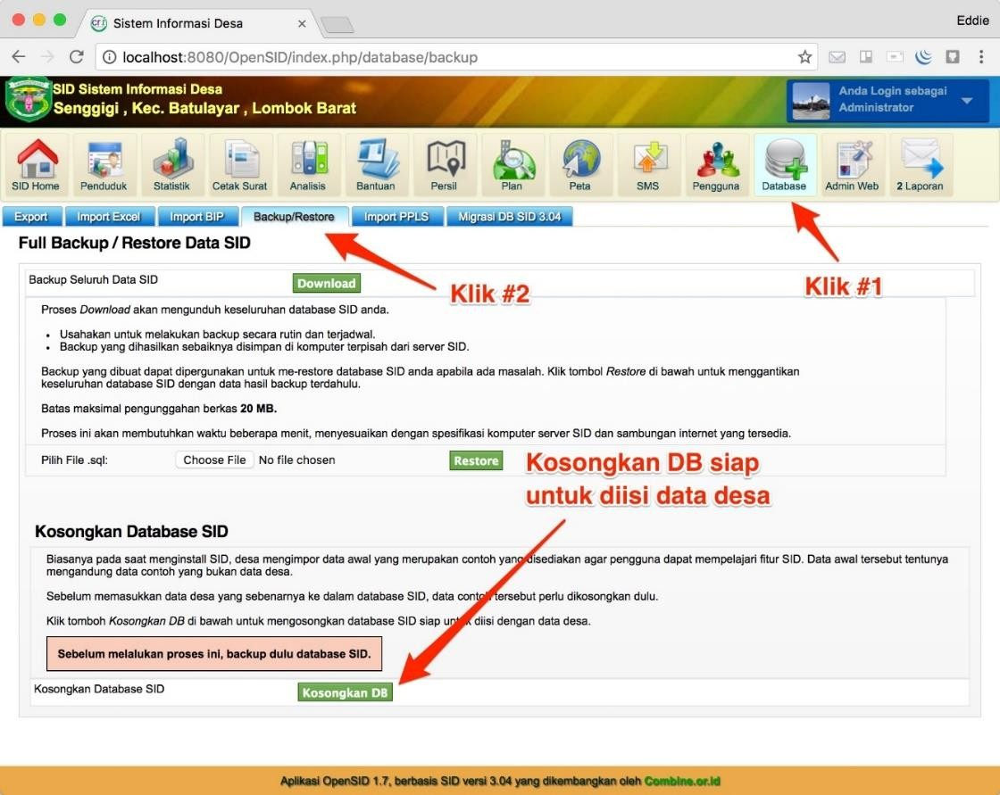 Sistem Informasi Desa
Eddie
localhost:8080/OpenSID/index.php/database/backup
SID Sistem Informasi Desa
Senggigi , Kec. Batulayar , Lombok Barat
Anda Login sebagai
Administrator
SID Home Penduduk Statistik Cetak Surat Analisis Bantuan Persil Plan Peta SMS Pengguna Database Admin Web 2 Laporan
Export Import Excel Import BIP Backup/Restore Import PPLS Migrasi DB SID 3.04
Full Backup / Restore Data SID
Klik #1
Klik #2
Backup Seluruh Data SID Download
Proses Download akan mengunduh keseluruhan database SID anda.
• Usahakan untuk melakukan backup secara rutin dan terjadwal.
• Backup yang dihasilkan sebaiknya disimpan di komputer terpisah dari server SID.
Backup yang dibuat dapat dipergunakan untuk me-restore database SID anda apabila ada masalah. Klik tombol Restore di bawah untuk menggantikan
keseluruhan database SID dengan data hasil backup terdahulu.
Batas maksimal pengunggahan berkas 20 MB.
Proses ini akan membutuhkan waktu beberapa menit, menyesuaikan dengan spesifikasi komputer server SID dan sambungan internet yang tersedia.
Pilih File .sql: Choose File No file chosen Restore
Kosongkan DB siap
untuk diisi data desa
Kosongkan Database SID
Biasanya pada saat menginstall SID, desa mengimpor data awal yang merupakan contoh yang disediakan agar pengguna dapat mempelajari fitur SID. Data awal tersebut tentunya
mengandung data contoh yang bukan data desa.
Sebelum memasukkan data desa yang sebenarnya ke dalam database SID, data contoh tersebut perlu dikosongkan dulu.
Klik tomboh Kosongkan DB di bawah untuk mengosongkan database SID siap untuk diisi dengan data desa.
Sebelum melalukan proses ini, backup dulu database SID.
Kosongkan Database SID Kosongkan DB
Aplikasi OpenSID 1.7, berbasis SID versi 3.04 yang dikembangkan oleh Combine.or.id